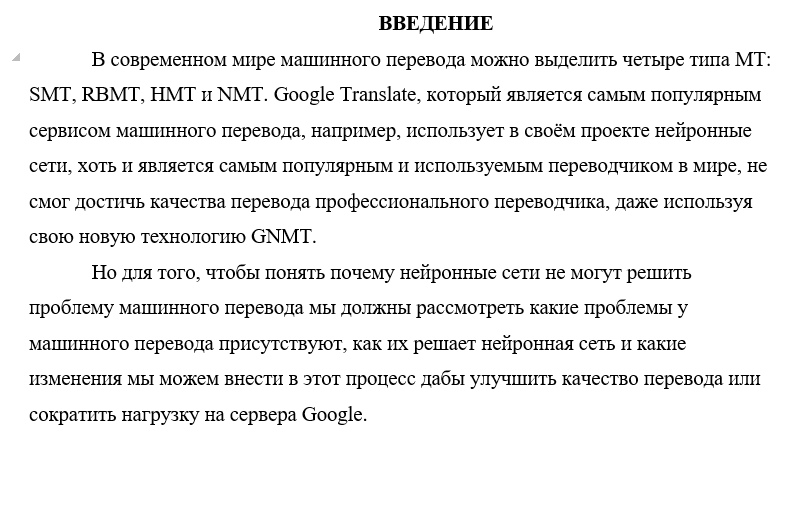 ВВЕДЕНИЕ
В современном мире машинного перевода можно выделить четыре типа МТ:
SMT, RBMT, HMT и NMT. Google Translate, который является самым популярным
сервисом машинного перевода, например, использует в своём проекте нейронные
сети, хоть и является самым популярным и используемым переводчиком в мире, не
смог достичь качества перевода профессионального переводчика, даже используя
свою новую технологию GNMT.
Но для того, чтобы понять почему нейронные сети не могут решить
проблему машинного перевода мы должны рассмотреть какие проблемы у
машинного перевода присутствуют, как их решает нейронная сеть и какие
изменения мы можем внести в этот процесс дабы улучшить качество перевода или
сократить нагрузку на сервера Google.